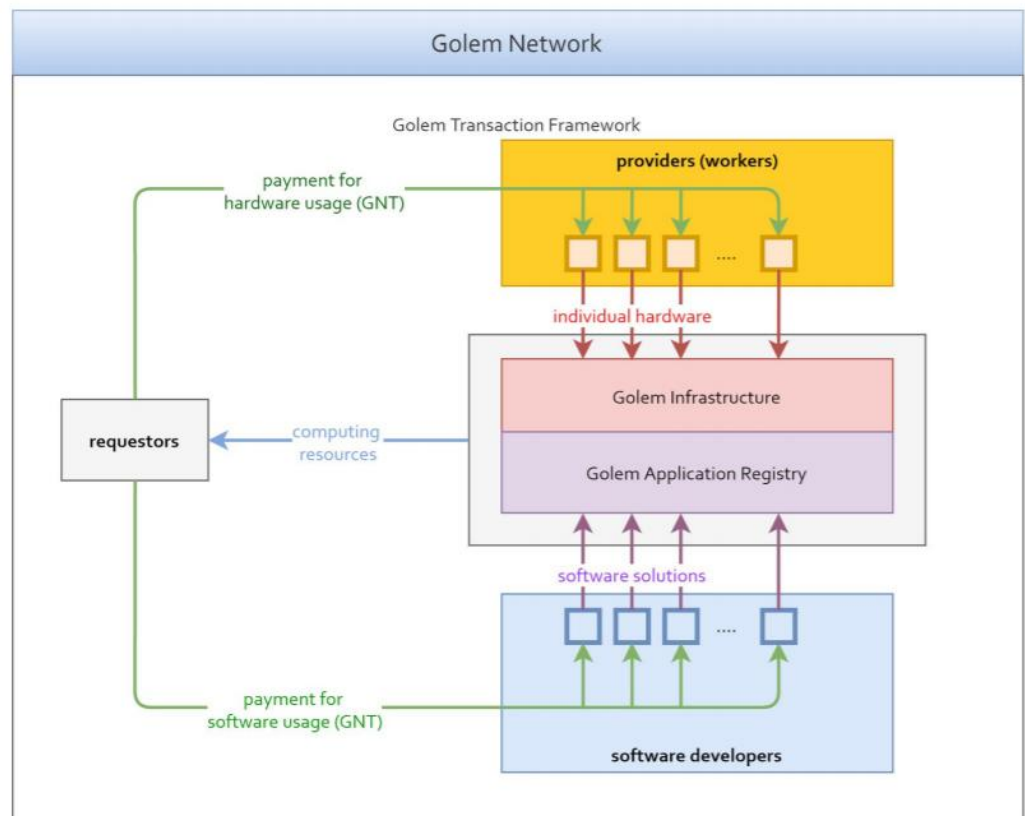 Golem Network
Golem Transaction Framework
providers (workers)
payment for
hardware usage (GNT)
....
individual hardware
Golem Infrastructure
requestors
computing
resources
Golem Application Registry
software solutions
....
payment for
software usage (GNT)
software developers